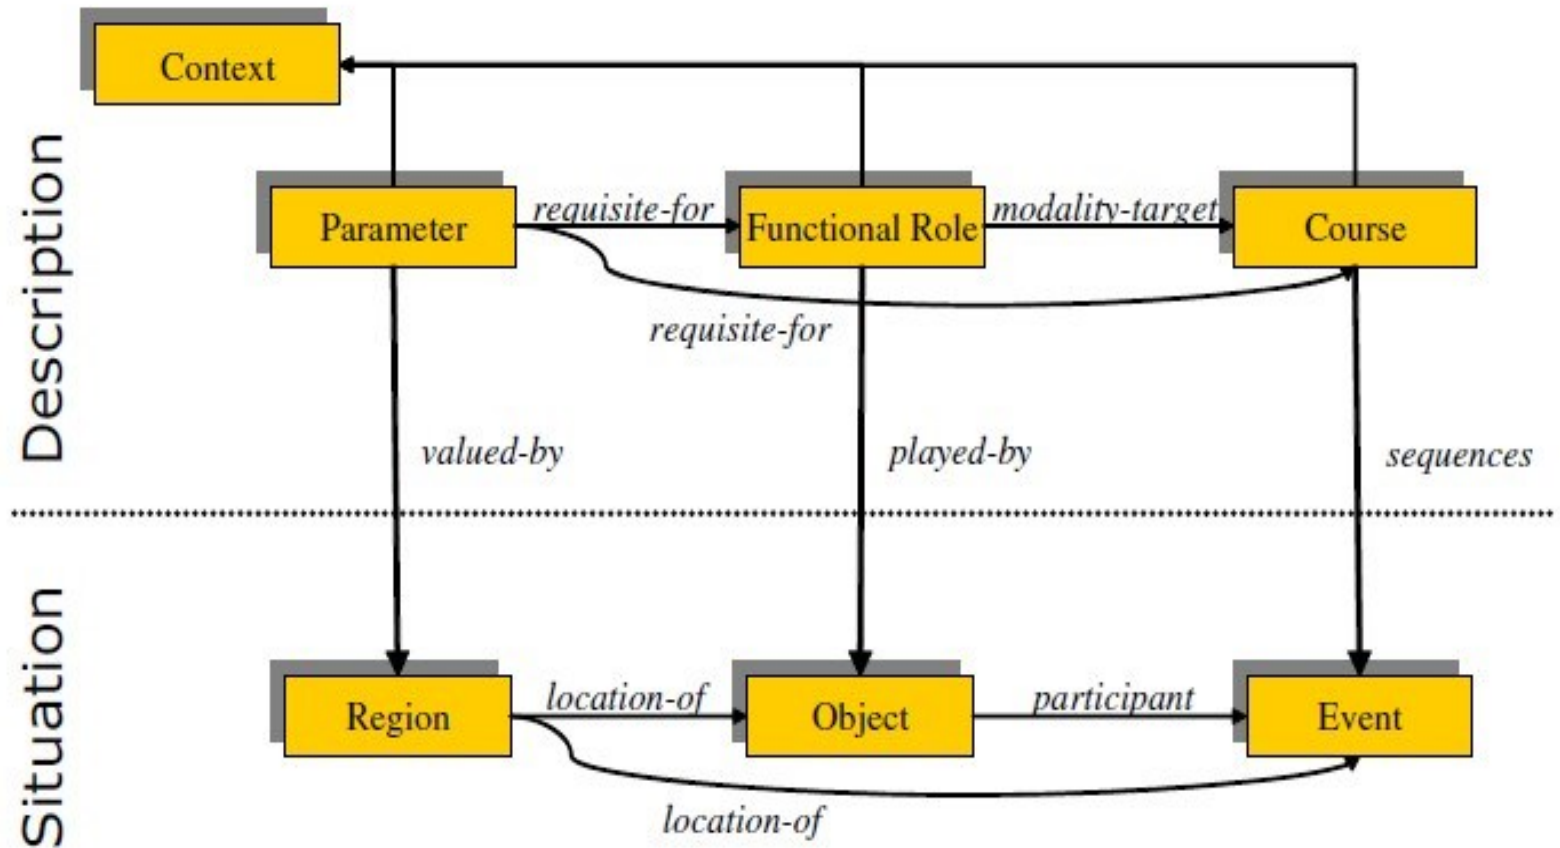 Context
Description
Parameter
requisite-for
Functional Role
modality-target
Course
requisite-for
valued-by
played-by
sequences
Situation
Region
location-of
Object
participant
Event
location-of